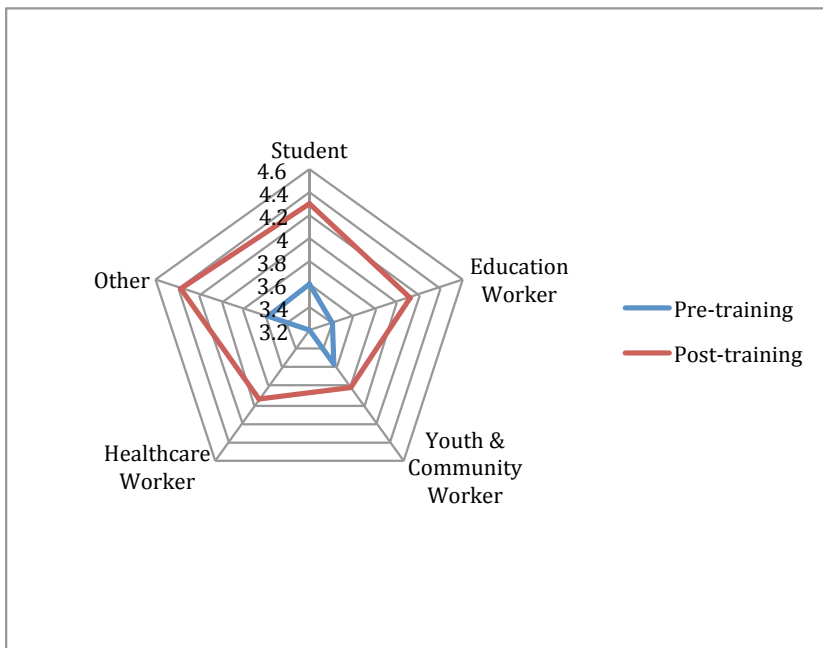 Student
4.6
4.4
4.2
4
3.8
3.6
3.4
3.2
Education
Worker
Youth &
Community
Worker
Healthcare
Worker
Other
Pre-training
Post-training